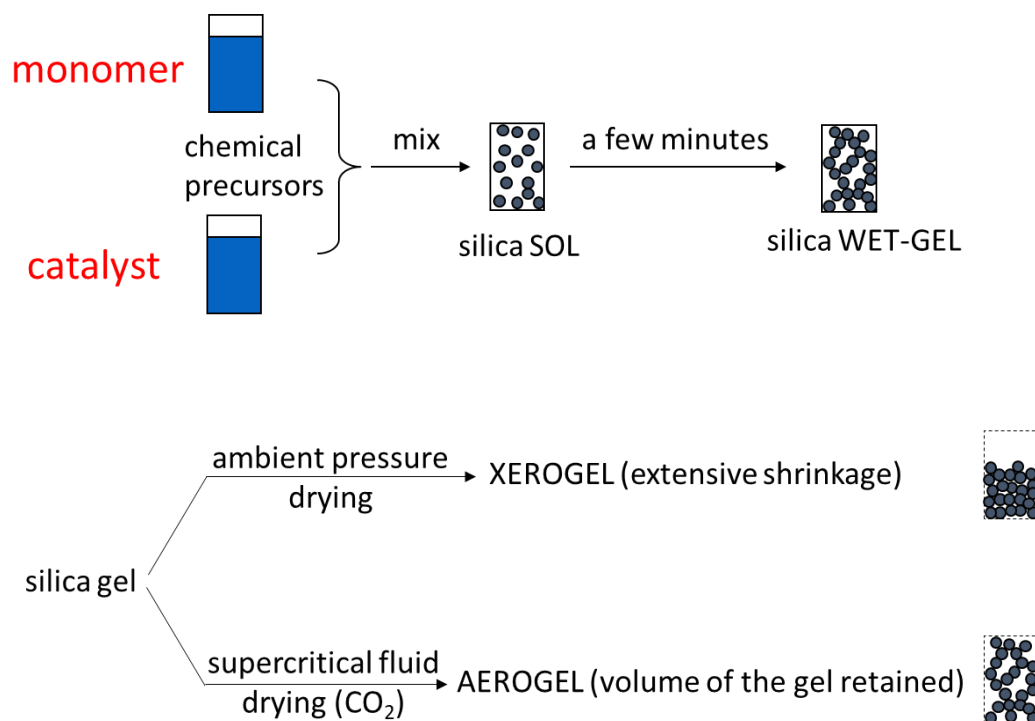 monomer
chemical
precursors
catalyst
mix
silica SOL
a few minutes
silica WET-GEL
silica gel
ambient pressure
drying
XEROGEL (extensive shrinkage)
supercritical fluid
drying (CO₂)
AEROGEL (volume of the gel retained)